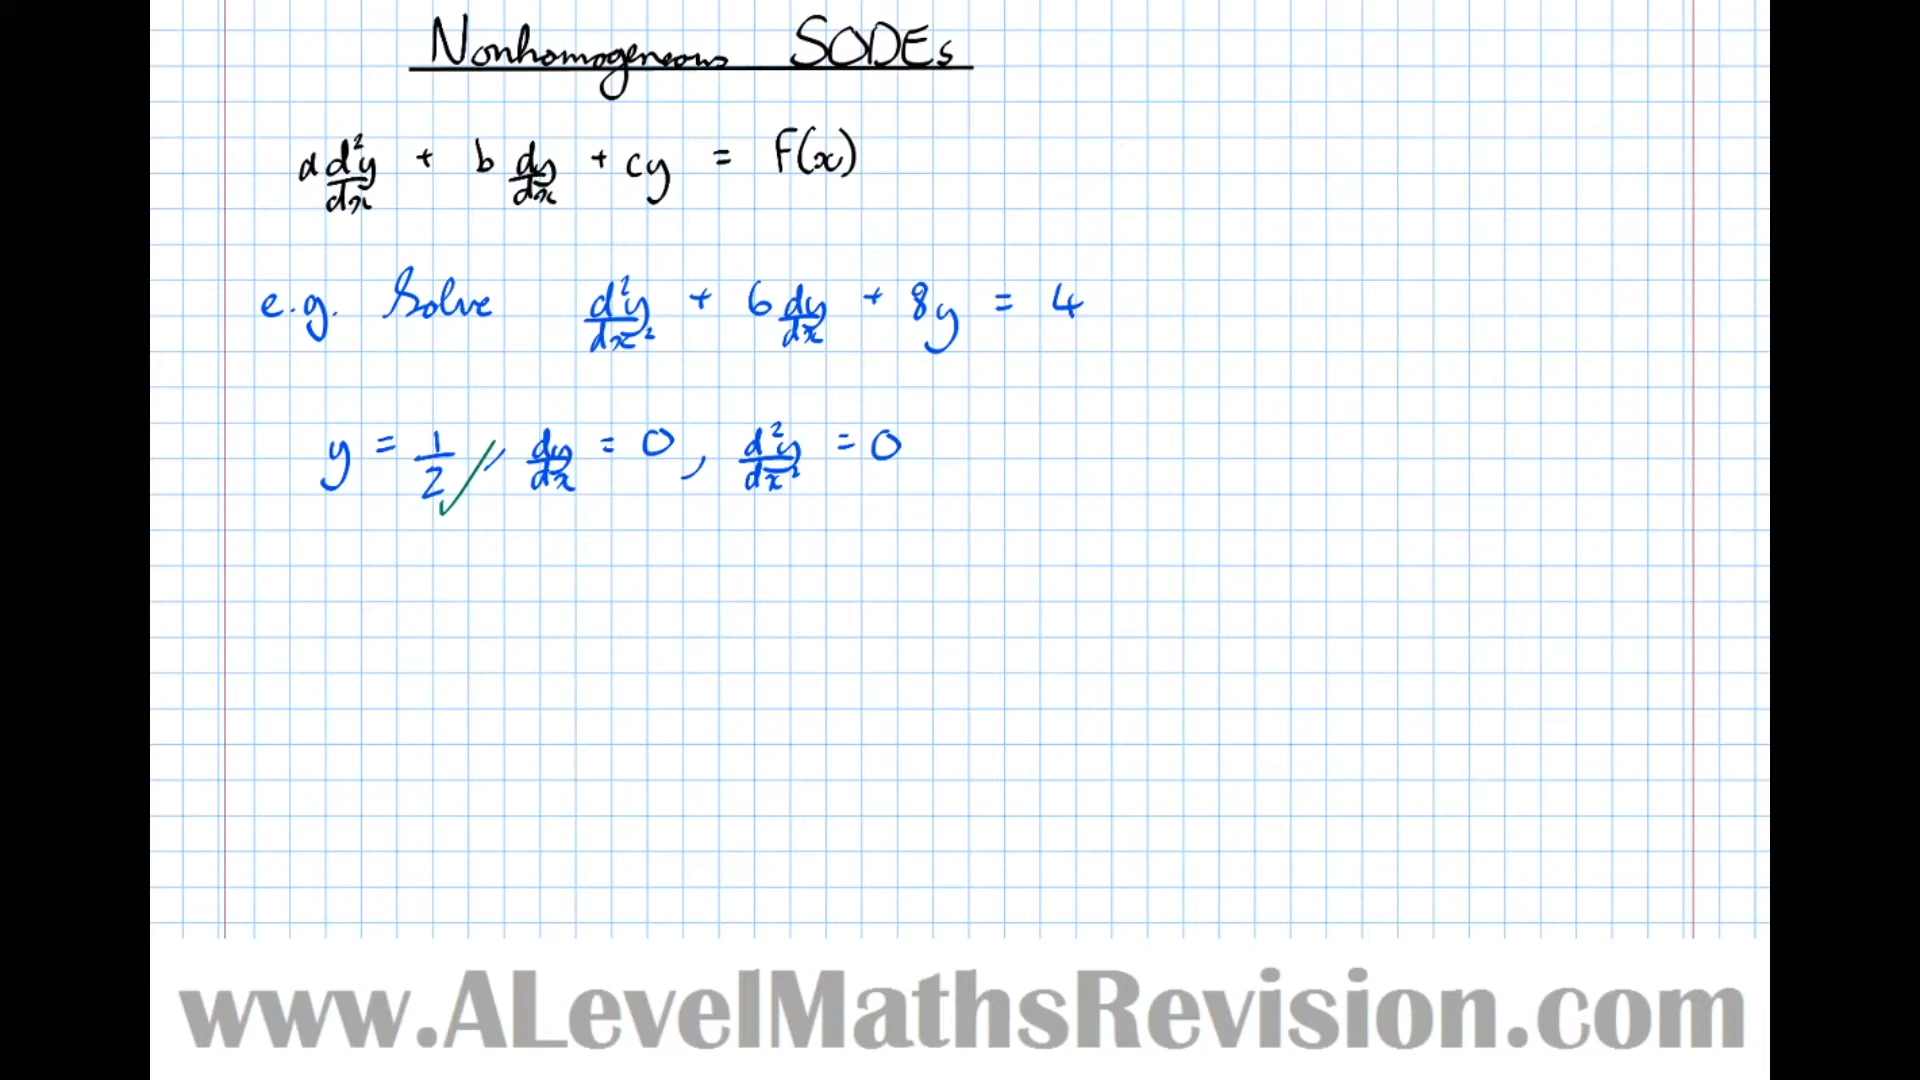 Nonhomogeneous SODEs
a d²y/dx + b dy/dx + cy = F(x)
e.g. Solve d²y/dx² + 6 dy/dx + 8y = 4
y = 1/2 ✓, dy/dx = 0, d²y/dx² = 0
www.ALevelMathsRevision.com